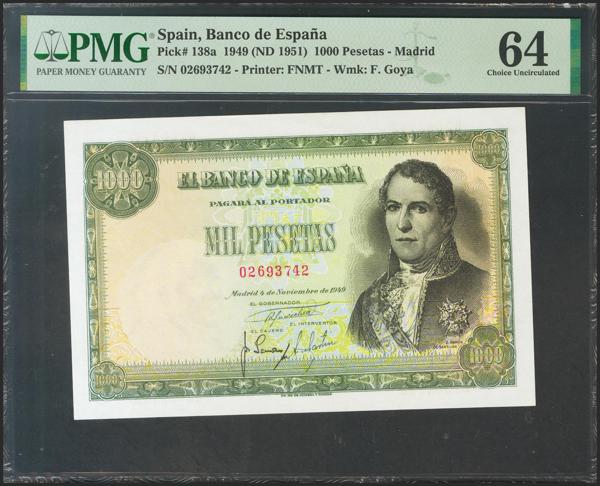 PMG
PAPER MONEY GUARANTY
Spain, Banco de España
Pick# 138a 1949 (ND 1951) 1000 Pesetas - Madrid
S/N 02693742 - Printer: FNMT - Wmk: F. Goya
64
Choice Uncirculated
1000
1000
EL BANCO DE ESPAÑA
PAGARÁ AL PORTADOR
MIL PESETAS
02693742
Madrid 4 de Noviembre de 1949
EL GOBERNADOR
EL CAJERO
EL INTERVENTOR
1000
1000